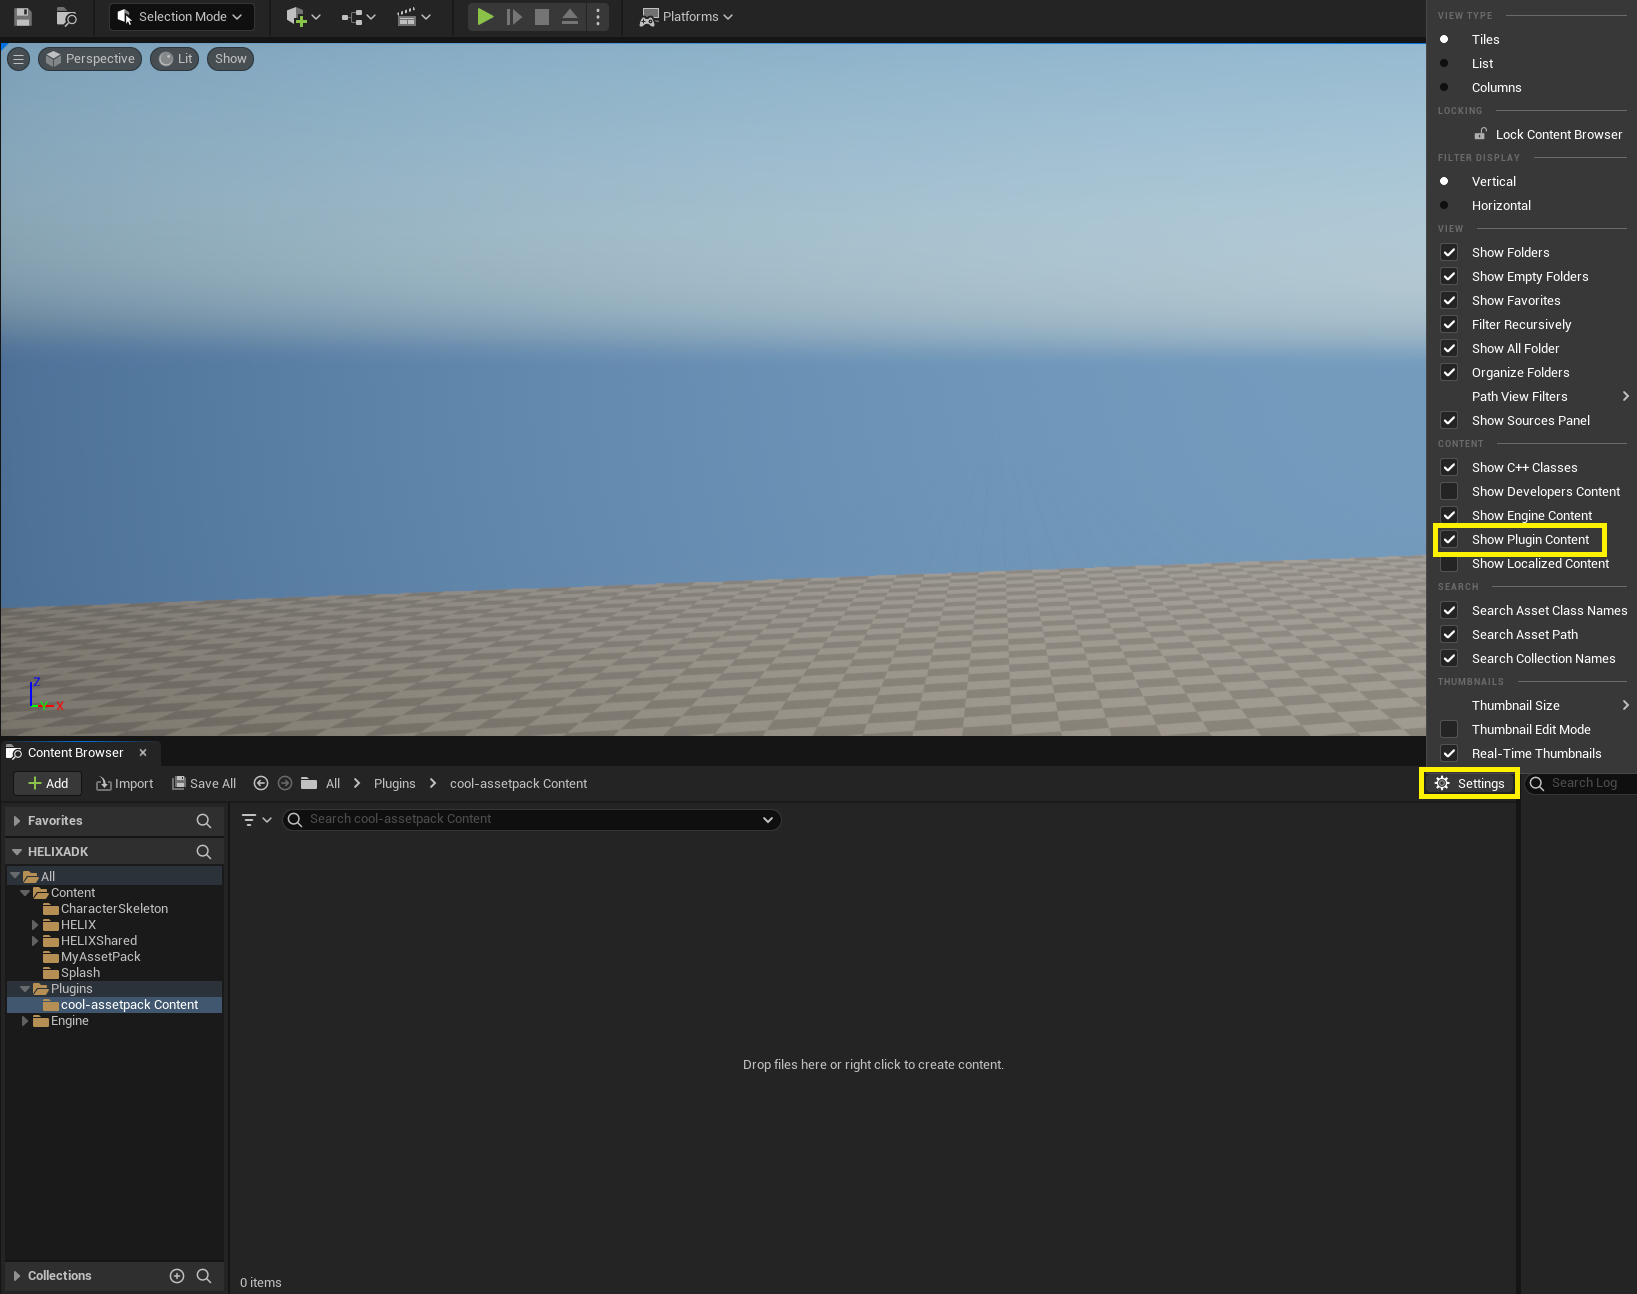 Selection Mode
Platforms
Perspective
Lit
Show
VIEW TYPE
Tiles
List
Columns
LOCKING
Lock Content Browser
FILTER DISPLAY
Vertical
Horizontal
VIEW
Show Folders
Show Empty Folders
Show Favorites
Filter Recursively
Show All Folder
Organize Folders
Path View Filters
Show Sources Panel
CONTENT
Show C++ Classes
Show Developers Content
Show Engine Content
Show Plugin Content
Show Localized Content
SEARCH
Search Asset Class Names
Search Asset Path
Search Collection Names
THUMBNAILS
Thumbnail Size
Thumbnail Edit Mode
Real-Time Thumbnails
Z
Y
X
Content Browser
Add
Import
Save All
All
Plugins
cool-assetpack Content
Settings
Search Log
Favorites
Search cool-assetpack Content
HELIXADK
All
Content
CharacterSkeleton
HELIX
HELIXShared
MyAssetPack
Splash
Plugins
cool-assetpack Content
Engine
Drop files here or right click to create content.
Collections
0 items